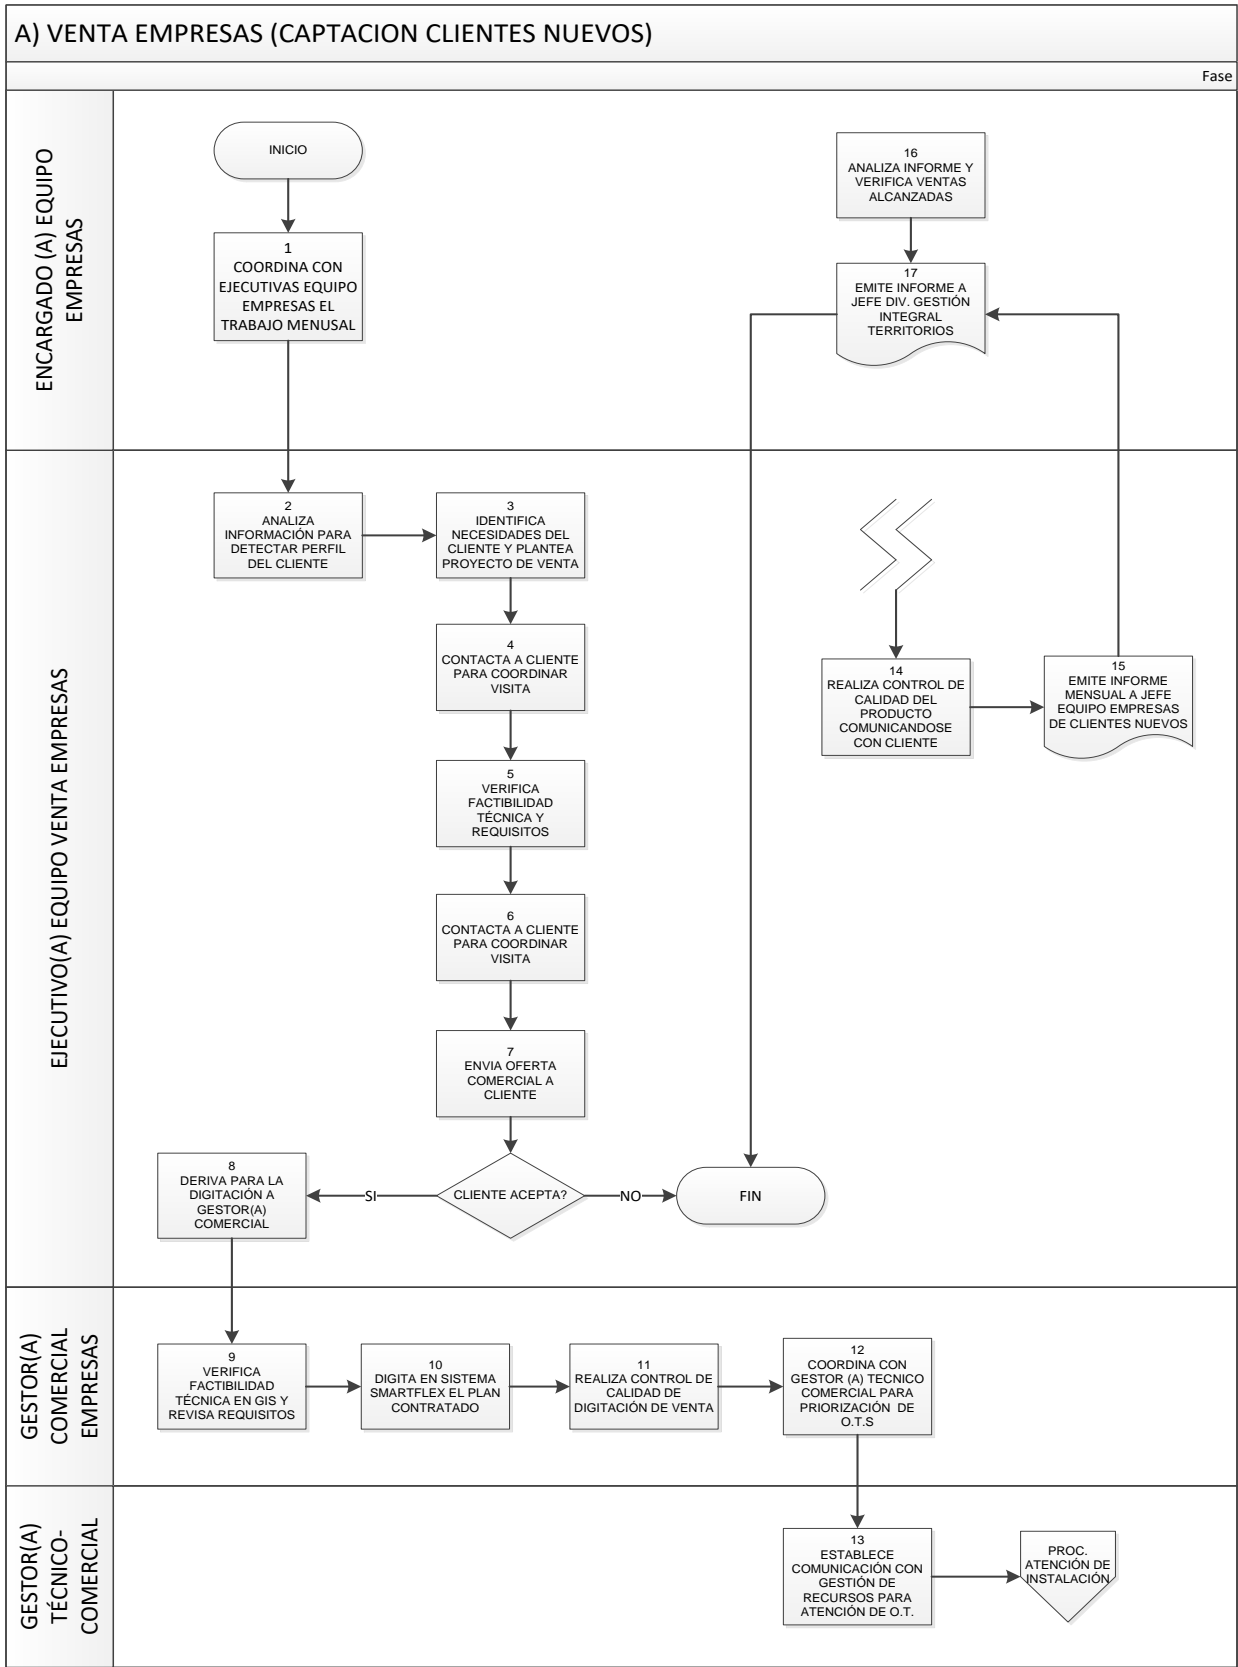 A) VENTA EMPRESAS (CAPTACION CLIENTES NUEVOS)
Fase
ENCARGADO (A) EQUIPO
EMPRESAS
INICIO
1
COORDINA CON
EJECUTIVAS EQUIPO
EMPRESAS EL
TRABAJO MENUSAL
16
ANALIZA INFORME Y
VERIFICA VENTAS
ALCANZADAS
17
EMITE INFORME A
JEFE DIV. GESTIÓN
INTEGRAL
TERRITORIOS
EJECUTIVO(A) EQUIPO VENTA EMPRESAS
2
ANALIZA
INFORMACIÓN PARA
DETECTAR PERFIL
DEL CLIENTE
3
IDENTIFICA
NECESIDADES DEL
CLIENTE Y PLANTEA
PROYECTO DE VENTA
4
CONTACTA A CLIENTE
PARA COORDINAR
VISITA
5
VERIFICA
FACTIBILIDAD
TÉCNICA Y
REQUISITOS
6
CONTACTA A CLIENTE
PARA COORDINAR
VISITA
7
ENVIA OFERTA
COMERCIAL A
CLIENTE
CLIENTE ACEPTA?
SI
NO
FIN
8
DERIVA PARA LA
DIGITACIÓN A
GESTOR(A)
COMERCIAL
14
REALIZA CONTROL DE
CALIDAD DEL
PRODUCTO
COMUNICANDOSE
CON CLIENTE
15
EMITE INFORME
MENSUAL A JEFE
EQUIPO EMPRESAS
DE CLIENTES NUEVOS
GESTOR(A)
COMERCIAL
EMPRESAS
9
VERIFICA
FACTIBILIDAD
TÉCNICA EN GIS Y
REVISA REQUISITOS
10
DIGITA EN SISTEMA
SMARTFLEX EL PLAN
CONTRATADO
11
REALIZA CONTROL DE
CALIDAD DE
DIGITACIÓN DE VENTA
12
COORDINA CON
GESTOR (A) TECNICO
COMERCIAL PARA
PRIORIZACIÓN DE
O.T.S
GESTOR(A)
TÉCNICO-
COMERCIAL
13
ESTABLECE
COMUNICACIÓN CON
GESTIÓN DE
RECURSOS PARA
ATENCIÓN DE O.T.
PROC.
ATENCIÓN DE
INSTALACIÓN